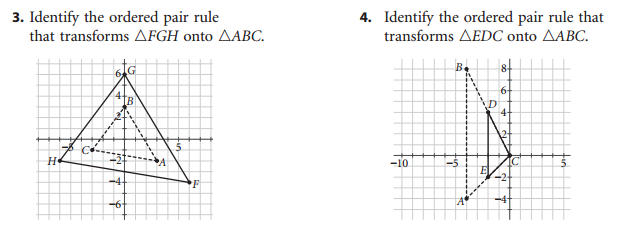 3. Identify the ordered pair rule
that transforms △FGH onto △ABC.
6
G
4
B
2
-5
5
C
H
-2
A
-4
F
-6
4. Identify the ordered pair rule that
transforms △EDC onto △ABC.
B
8
6
D
4
2
-10
-5
C
5
E
-2
A
-4